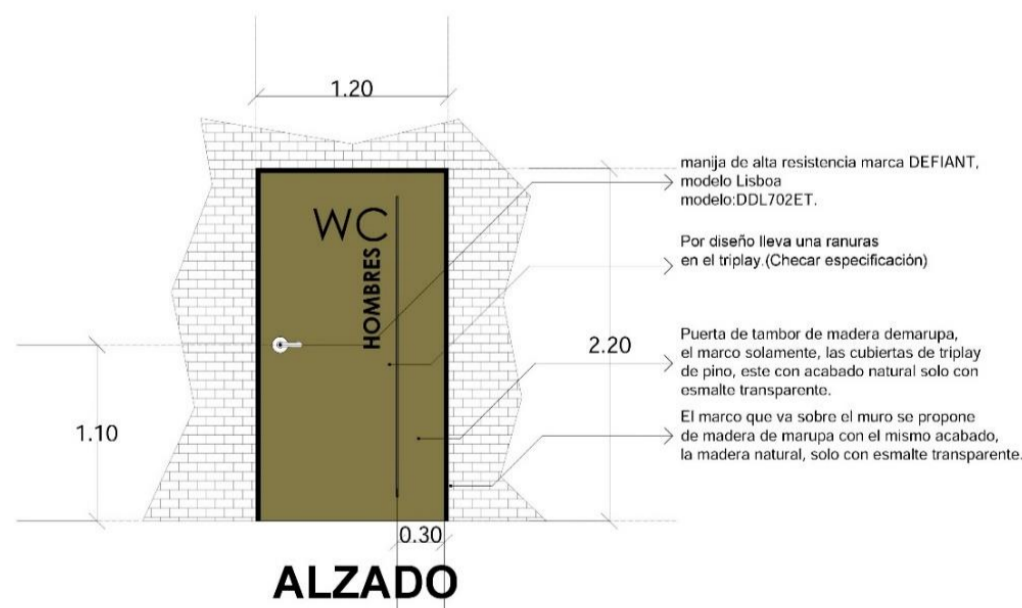 1.20
manija de alta resistencia marca DEFIANT,
modelo Lisboa
modelo:DDL702ET.
WC
HOMBRES
Por diseño lleva una ranuras
en el triplay.(Checar especificación)
Puerta de tambor de madera demarupa,
el marco solamente, las cubiertas de triplay
de pino, este con acabado natural solo con
esmalte transparente.
2.20
1.10
El marco que va sobre el muro se propone
de madera de marupa con el mismo acabado,
la madera natural, solo con esmalte transparente.
0.30
ALZADO